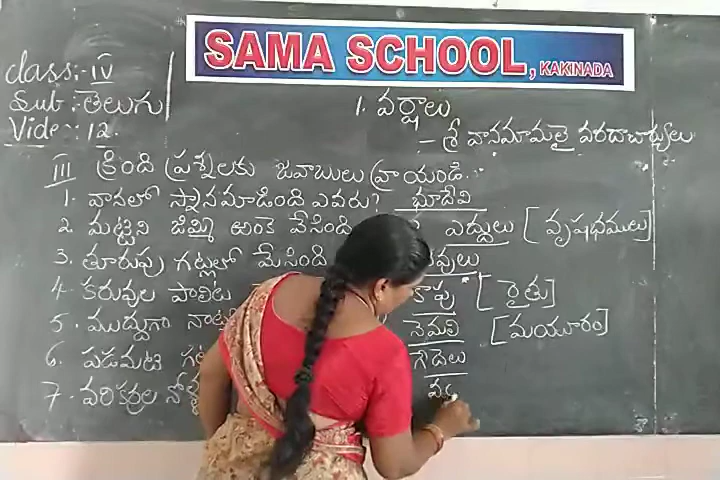 SAMA SCHOOL, KAKINADA
class:- IV
Sub:- తెలుగు
Vide : 12.
1. వర్షాలు
- శ్రీ వానమామలై వరదాచార్యులు
III క్రింది ప్రశ్నలకు జవాబులు వ్రాయండి.
1. వానలో స్నానమాడింది ఎవరు? భూదేవి
2. మట్టిని జిమ్మి ఱంకె వేసింది ఎద్దులు [వృషభములు]
3. తూరుపు గట్లలో మేసింది
4. కరువుల పాలిట కాపు [రైతు]
5. ముద్దుగా నెమలి [మయూరం]
6. పడమటి గొడెలు
7. వరికర్రల